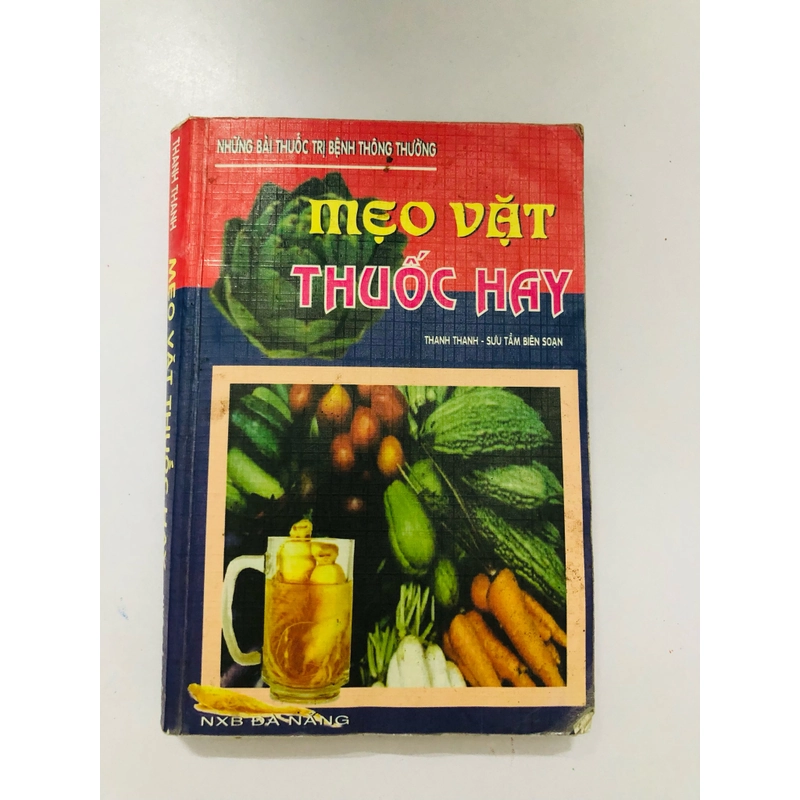 NHỮNG BÀI THUỐC TRỊ BỆNH THÔNG THƯỜNG
MẸO VẶT
THUỐC HAY
THANH THANH - SƯU TẦM BIÊN SOẠN
NXB ĐÀ NẴNG
THANH THANH MẸO VẶT THUỐC HAY